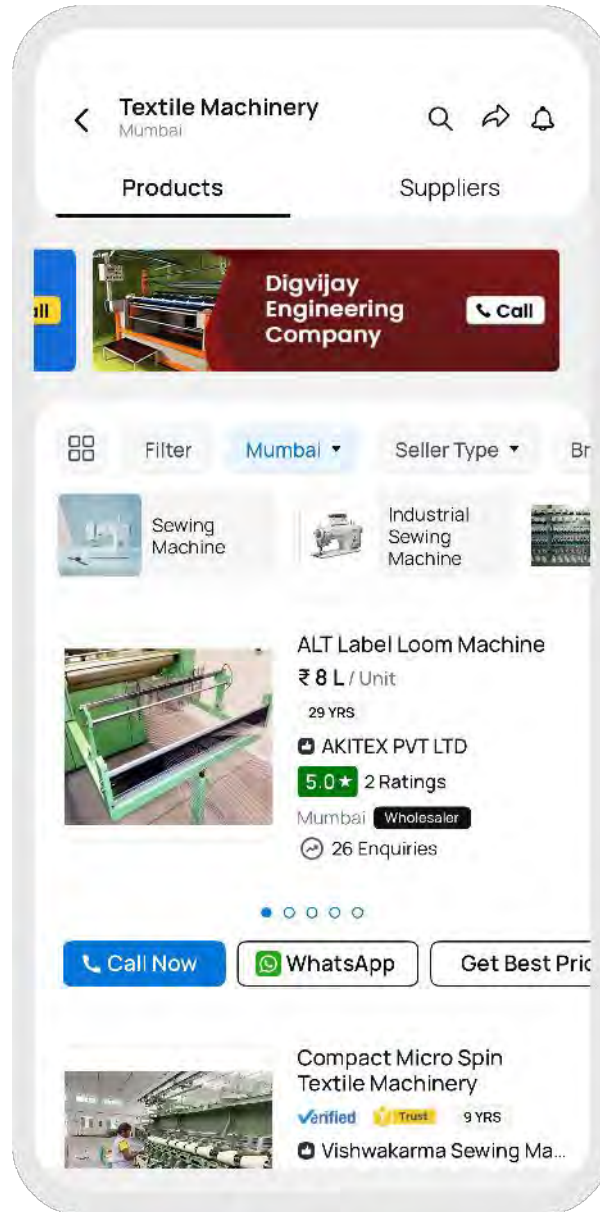 Textile Machinery
Mumbai
Products
Suppliers
all
Digvijay
Engineering
Company
Call
Filter
Mumbai
Seller Type
Br
Sewing
Machine
Industrial
Sewing
Machine
ALT Label Loom Machine
₹ 8 L / Unit
29 YRS
AKITEX PVT LTD
5.0★ 2 Ratings
Mumbai Wholesaler
26 Enquiries
Call Now
WhatsApp
Get Best Pric
Compact Micro Spin
Textile Machinery
Verified Trust 9 YRS
Vishwakarma Sewing Ma...